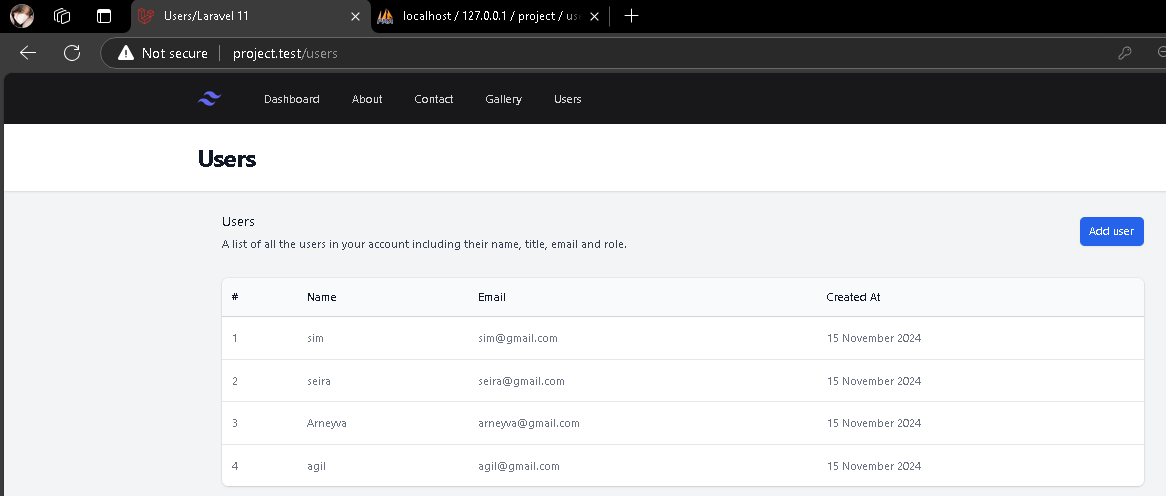 Users/Laravel 11
localhost / 127.0.0.1 / project / use
Not secure project.test/users
Dashboard About Contact Gallery Users
Users
Users
A list of all the users in your account including their name, title, email and role.
Add user
# Name Email Created At
1 sim sim@gmail.com 15 November 2024
2 seira seira@gmail.com 15 November 2024
3 Arneyva arneyva@gmail.com 15 November 2024
4 agil agil@gmail.com 15 November 2024